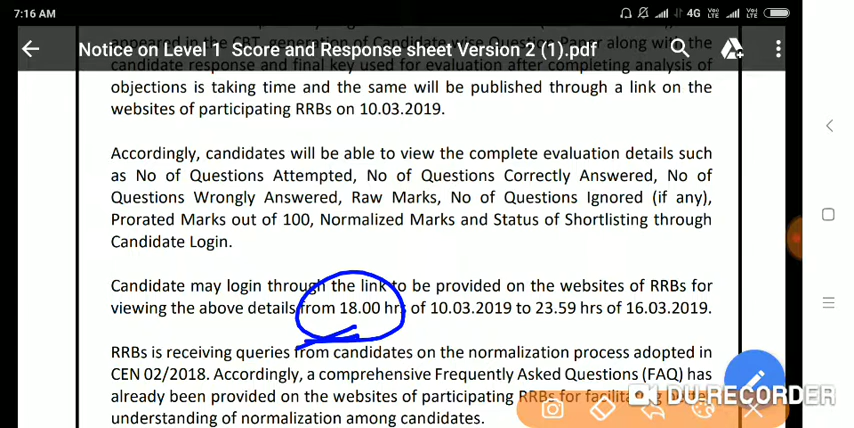 7:16 AM
4G VoLTE VoLTE
Notice on Level 1 Score and Response sheet Version 2 (1).pdf
appeared in the CBT, generation of Candidate wise Question Paper along with the
candidate response and final key used for evaluation after completing analysis of
objections is taking time and the same will be published through a link on the
websites of participating RRBs on 10.03.2019.
Accordingly, candidates will be able to view the complete evaluation details such
as No of Questions Attempted, No of Questions Correctly Answered, No of
Questions Wrongly Answered, Raw Marks, No of Questions Ignored (if any),
Prorated Marks out of 100, Normalized Marks and Status of Shortlisting through
Candidate Login.
Candidate may login through the link to be provided on the websites of RRBs for
viewing the above details from 18.00 hrs of 10.03.2019 to 23.59 hrs of 16.03.2019.
RRBs is receiving queries from candidates on the normalization process adopted in
CEN 02/2018. Accordingly, a comprehensive Frequently Asked Questions (FAQ) has
already been provided on the websites of participating RRBs for facilitating better
DU RECORDER
understanding of normalization among candidates.